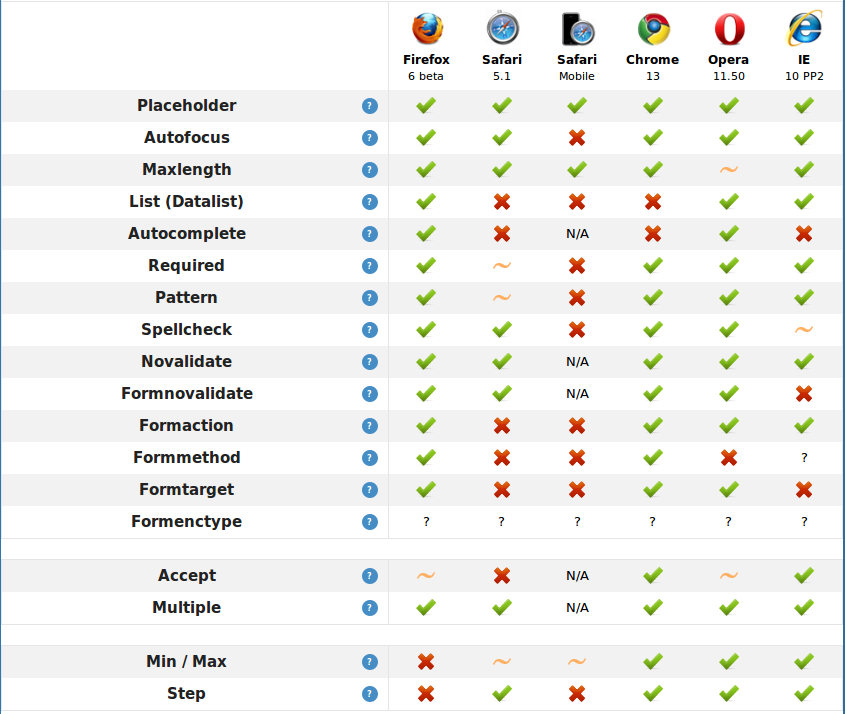 Firefox Safari Safari Chrome Opera IE
6 beta 5.1 Mobile 13 11.50 10 PP2
Placeholder ?
Autofocus ?
Maxlength ? ~
List (Datalist) ?
Autocomplete ? N/A
Required ? ~
Pattern ? ~
Spellcheck ? ~
Novalidate ? N/A
Formnovalidate ? N/A
Formaction ?
Formmethod ? ?
Formtarget ?
Formenctype ? ? ? ? ? ? ?
Accept ? ~ N/A ~
Multiple ? N/A
Min / Max ? ~ ~
Step ?